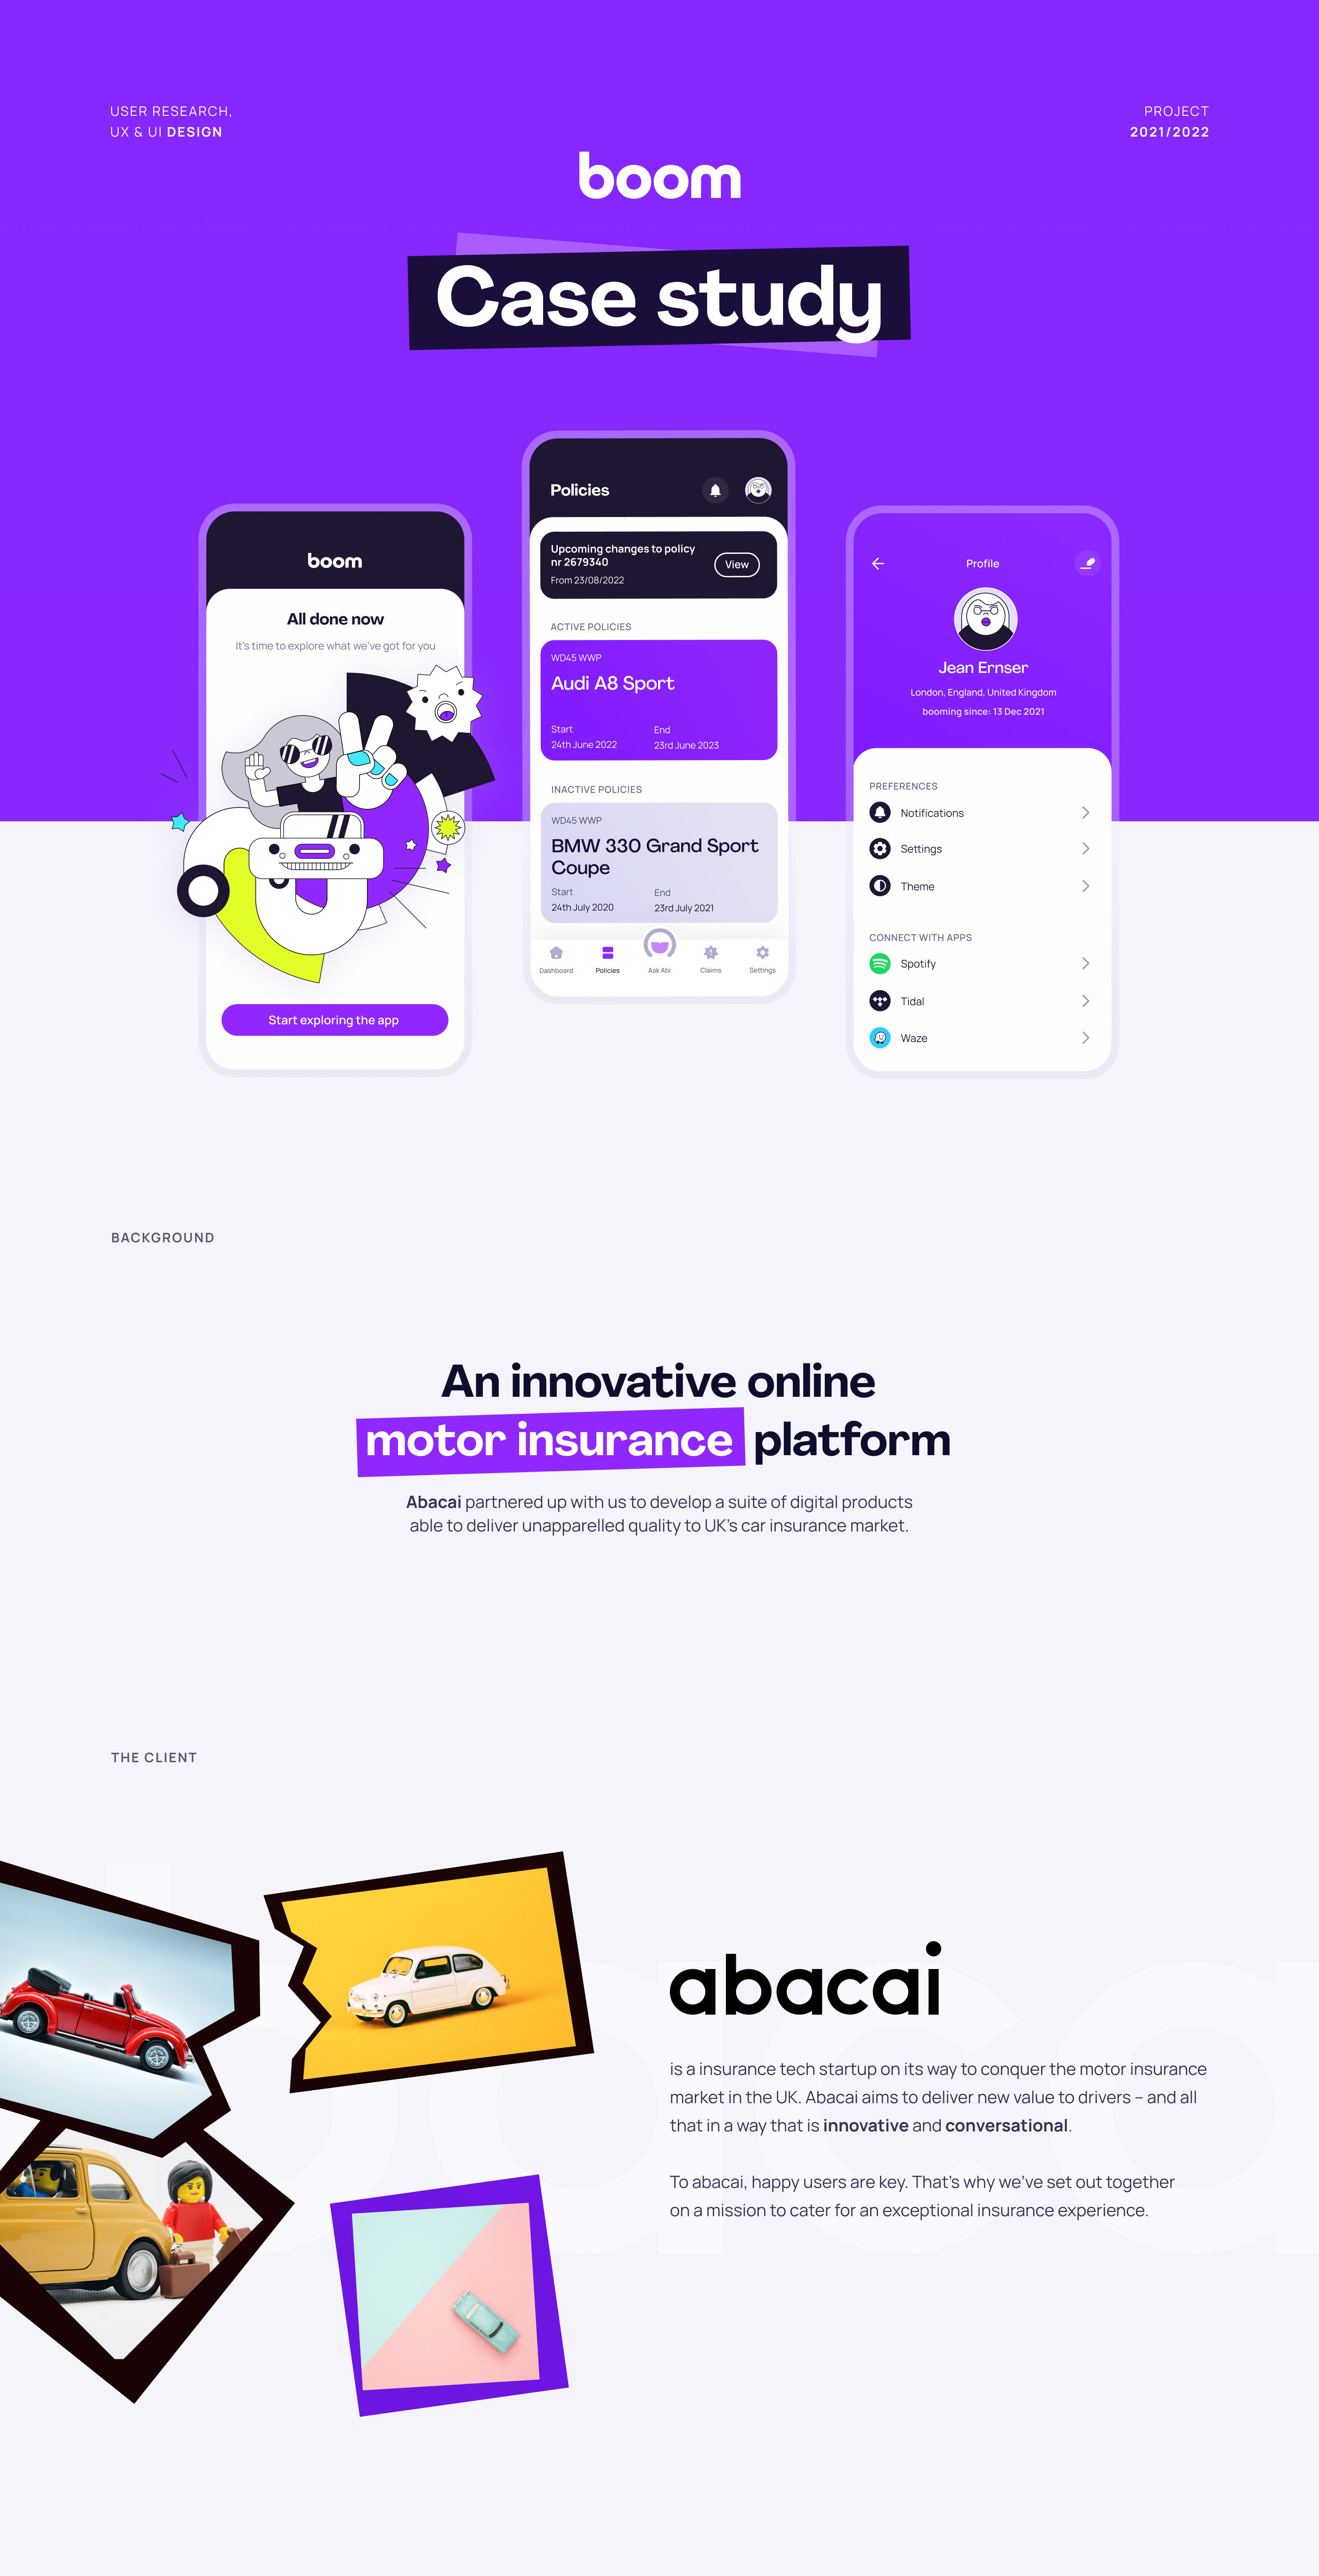 USER RESEARCH,
UX & UI DESIGN
PROJECT
2021/2022
boom
Case study
boom
All done now
It's time to explore what we've got for you
Start exploring the app
Policies
Upcoming changes to policy
nr 2679340
From 23/08/2022
View
ACTIVE POLICIES
WD45 WWP
Audi A8 Sport
Start
End
24th June 2022
23rd June 2023
INACTIVE POLICIES
WD45 WWP
BMW 330 Grand Sport
Coupe
Start
End
24th July 2020
23rd July 2021
Dashboard
Policies
Ask Abi
Claims
Settings
Profile
Jean Ernser
London, England, United Kingdom
booming since: 13 Dec 2021
PREFERENCES
Notifications
Settings
Theme
CONNECT WITH APPS
Spotify
Tidal
Waze
BACKGROUND
An innovative online
motor insurance platform
Abacai partnered up with us to develop a suite of digital products
able to deliver unapparelled quality to UK's car insurance market.
THE CLIENT
abacai
is a insurance tech startup on its way to conquer the motor insurance
market in the UK. Abacai aims to deliver new value to drivers – and all
that in a way that is innovative and conversational.
To abacai, happy users are key. That's why we've set out together
on a mission to cater for an exceptional insurance experience.